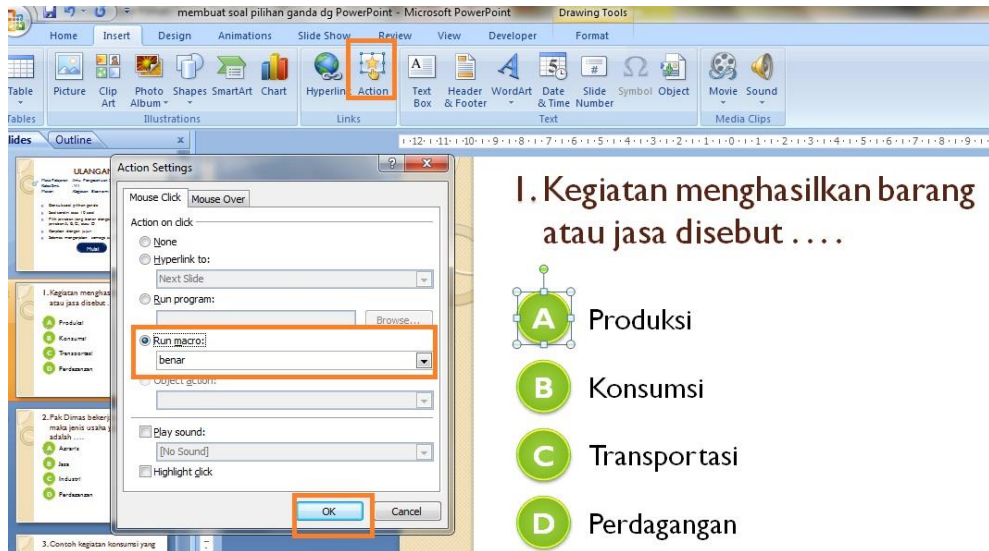 membuat soal pilihan ganda dg PowerPoint - Microsoft PowerPoint
Drawing Tools
Home Insert Design Animations Slide Show Review View Developer Format
Table Picture Clip Art Photo Album Shapes SmartArt Chart Hyperlink Action Text Box Header & Footer WordArt Date & Time Slide Number Symbol Object Movie Sound
Tables Illustrations Links Text Media Clips
lides Outline x
ULANGAN
Mulai
1. Kegiatan menghas
atau jasa disebut .
A Produksi
B Konsumsi
C Transportasi
D Perdagangan
2. Pak Dimas bekerj
maka jenis usaha y
adalah ....
A Agraris
B Jasa
C Industri
D Perdagangan
3. Contoh kegiatan konsumsi yang
Action Settings
Mouse Click Mouse Over
Action on click
None
Hyperlink to:
Next Slide
Run program:
Browse...
Run macro:
benar
Object action:
Play sound:
[No Sound]
Highlight click
OK Cancel
1. Kegiatan menghasilkan barang
atau jasa disebut . . . .
A Produksi
B Konsumsi
C Transportasi
D Perdagangan